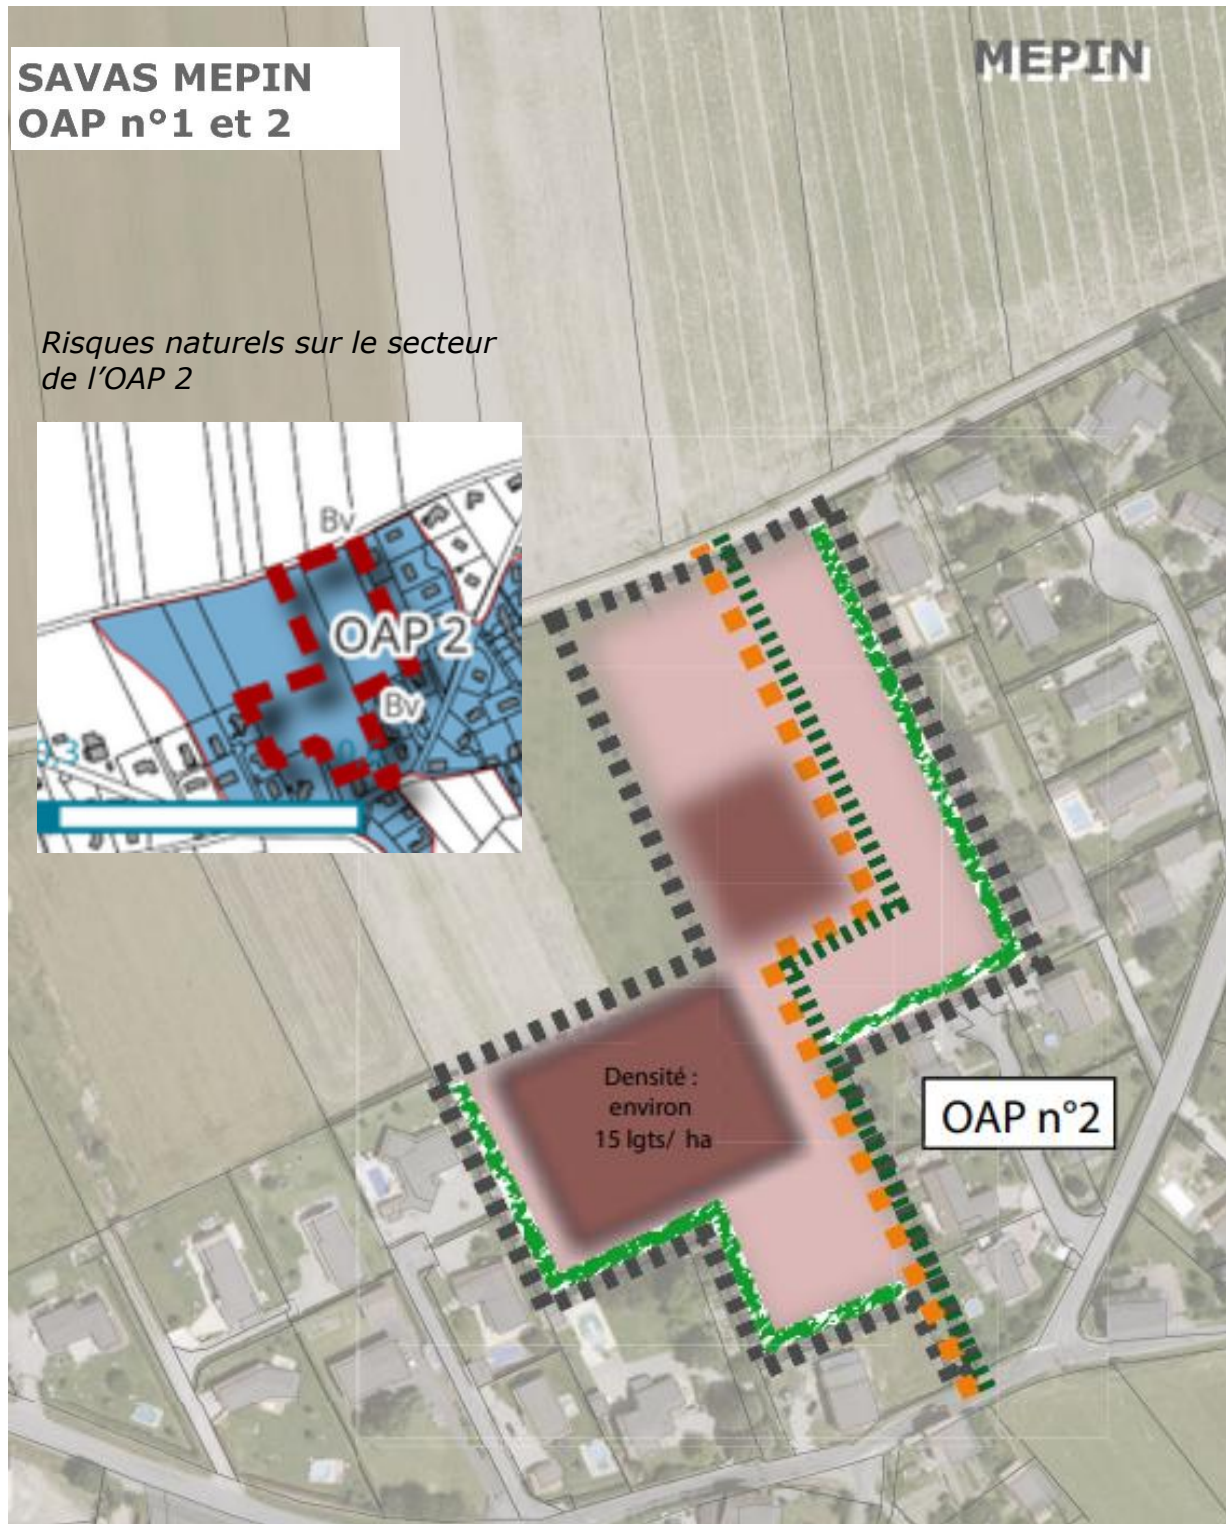 SAVAS MEPIN
OAP n°1 et 2
MEPIN
Risques naturels sur le secteur
de l'OAP 2
Bv
OAP 2
Bv
Densité :
environ
15 lgts/ ha
OAP n°2